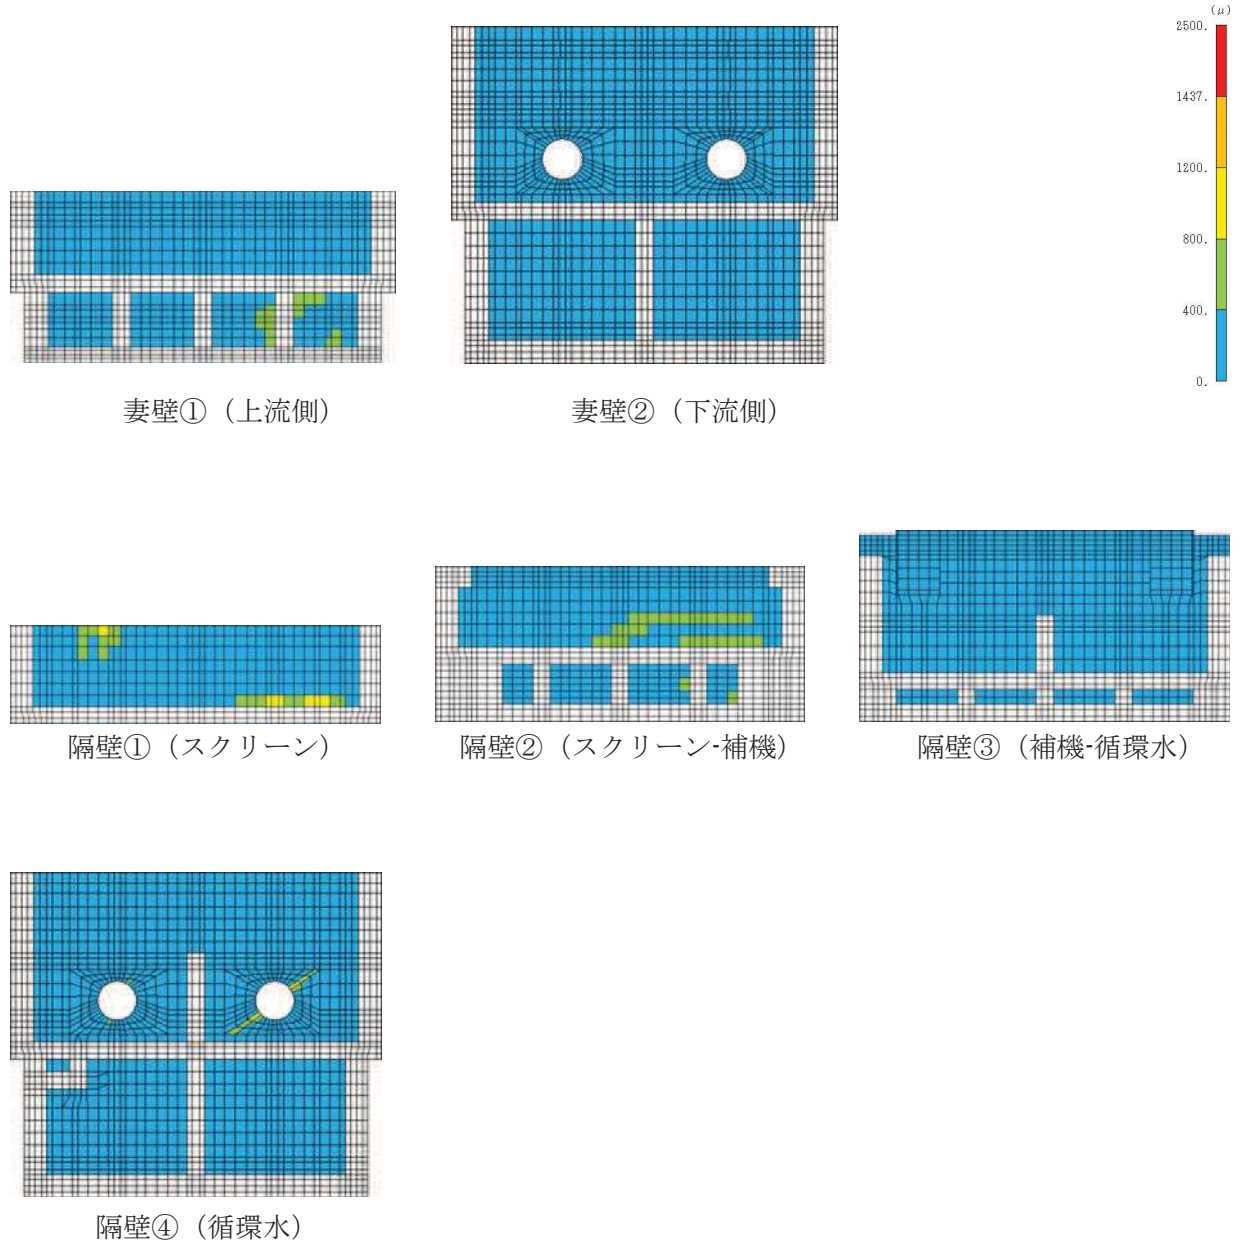 (μ)
2500.
1437.
1200.
800.
400.
0.
妻壁①（上流側）
妻壁②（下流側）
隔壁①（スクリーン）
隔壁②（スクリーン-補機）
隔壁③（補機-循環水）
隔壁④（循環水）